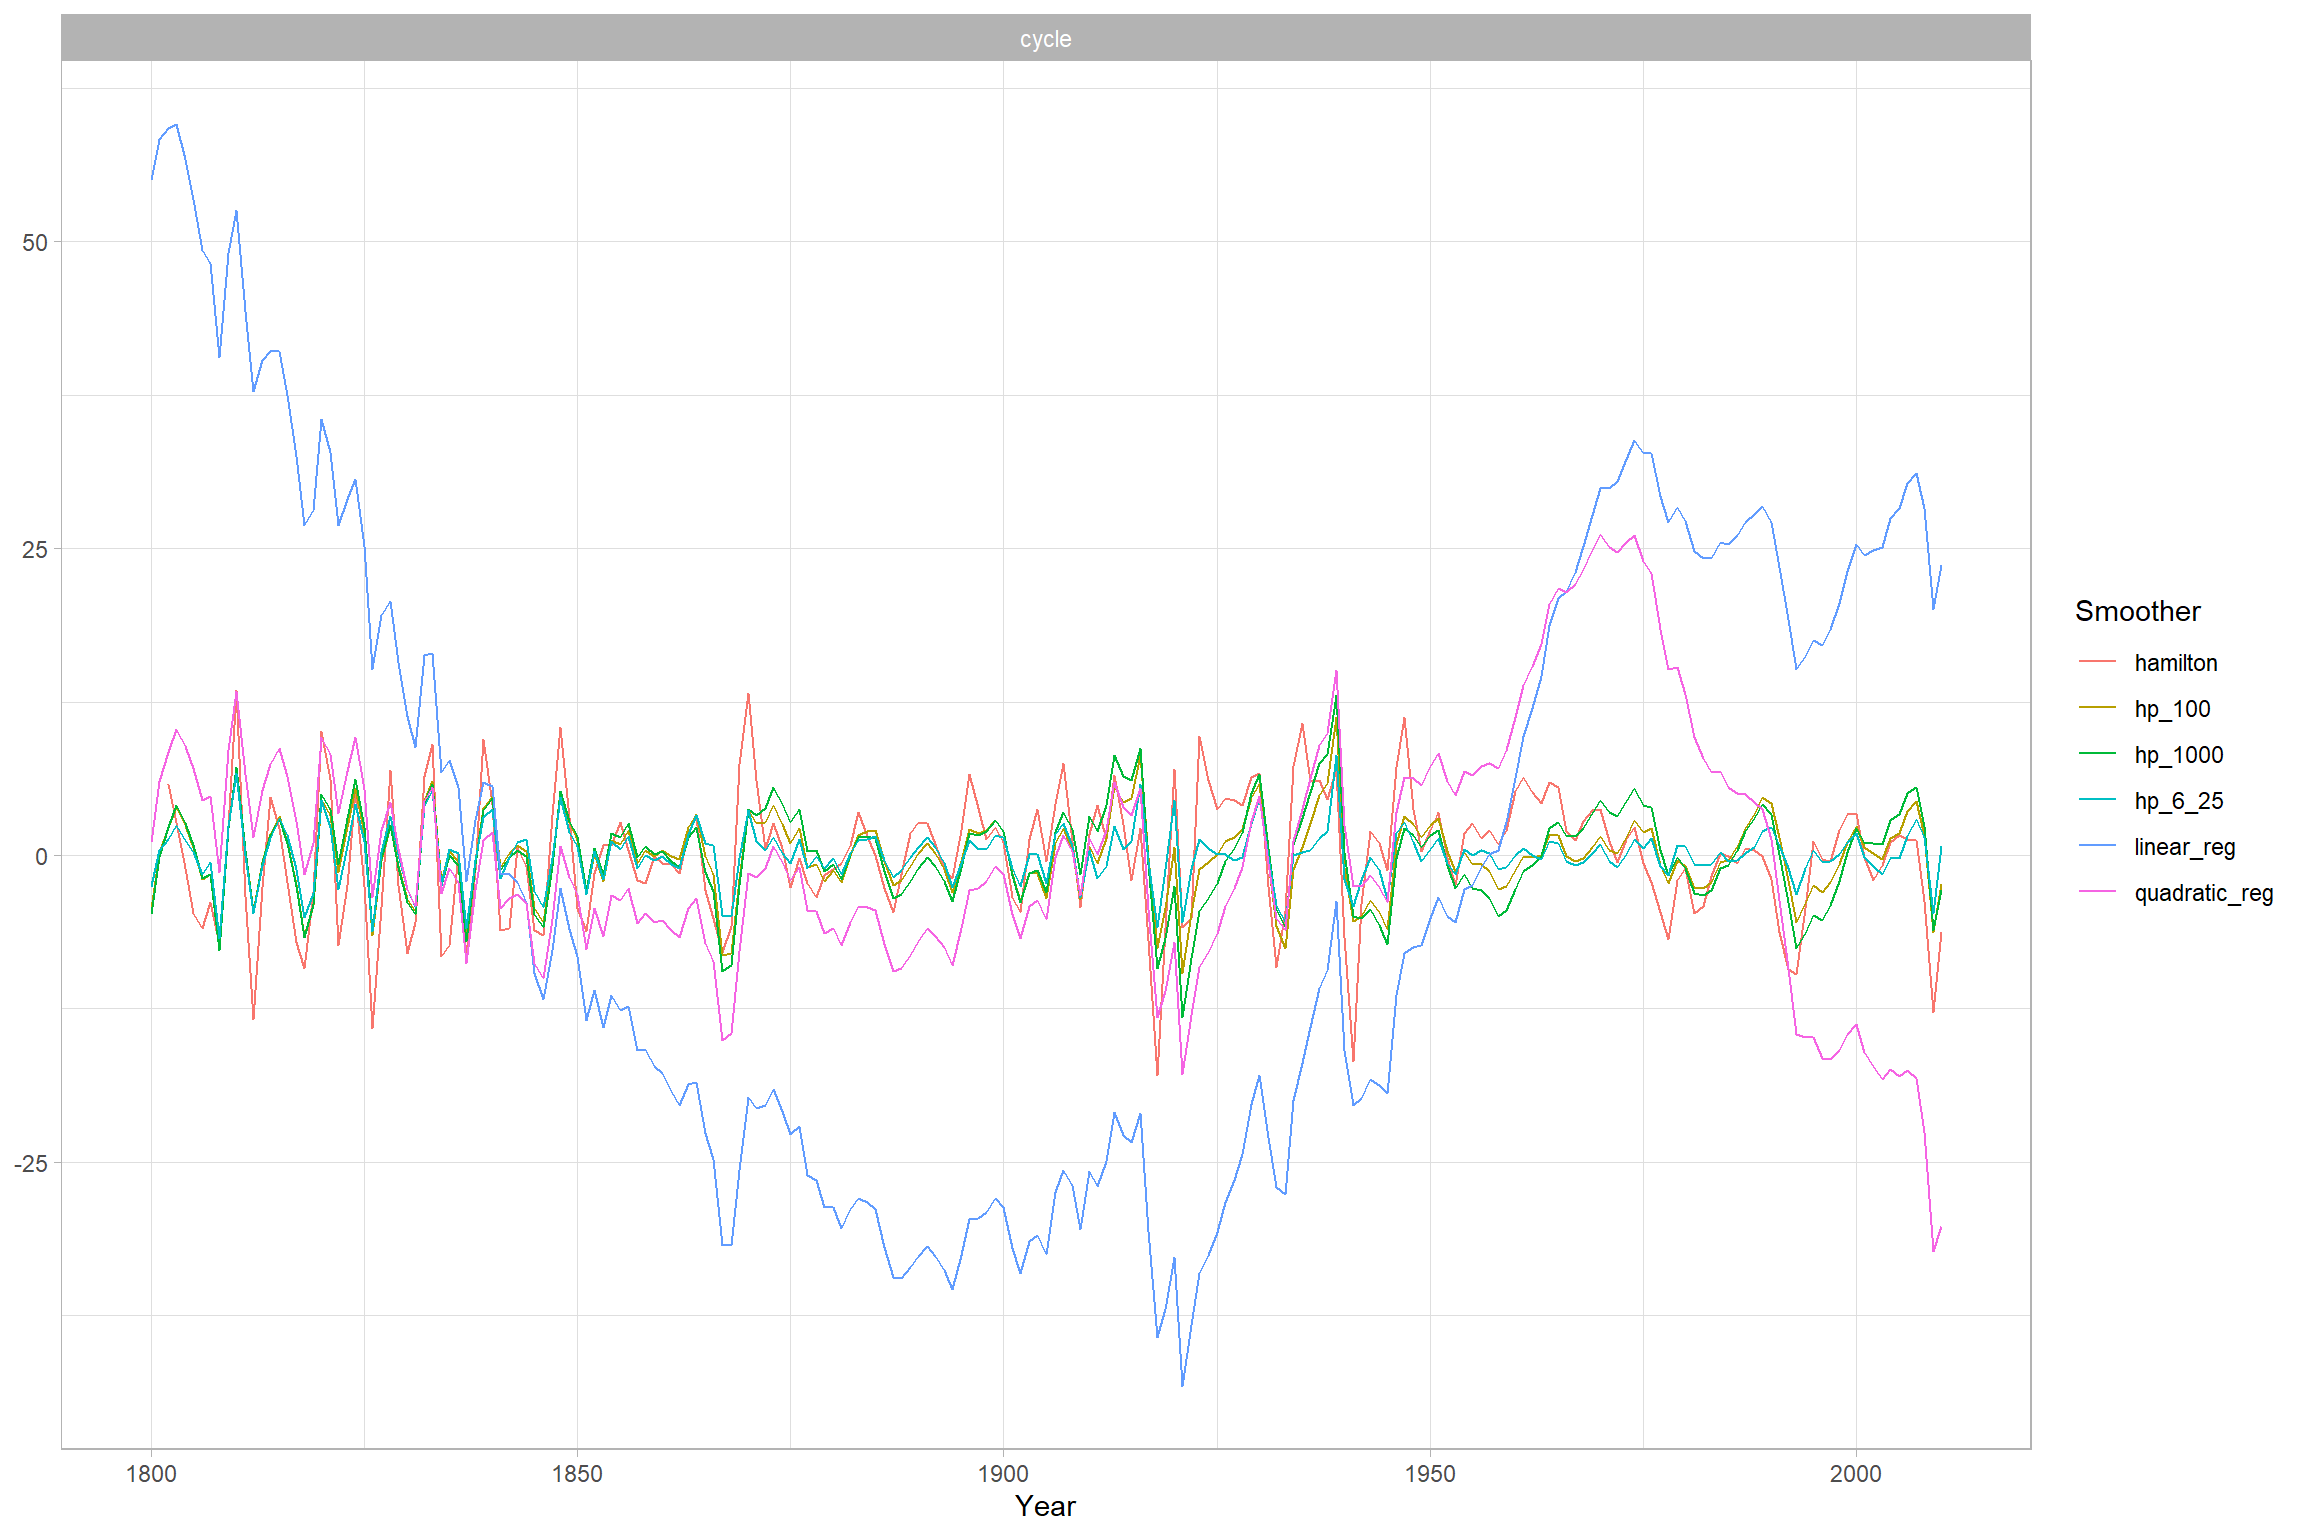 cycle
50
25
0
-25
1800
1850
1900
1950
2000
Year
Smoother
hamilton
hp_100
hp_1000
hp_6_25
linear_reg
quadratic_reg